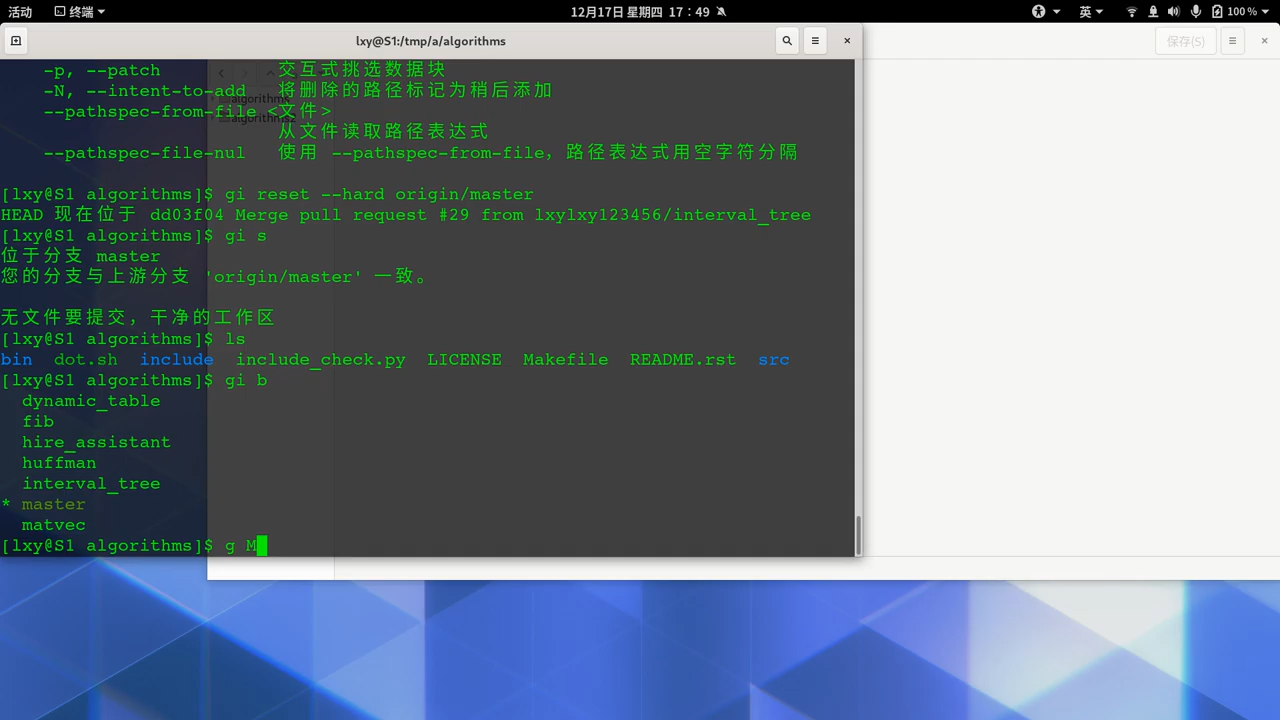 活动 终端 12月17日 星期四 17：49 英 100 %
lxy@S1:/tmp/a/algorithms
保存(S)
-p, --patch 交互式挑选数据块
-N, --intent-to-add 将删除的路径标记为稍后添加
--pathspec-from-file <文件>
从文件读取路径表达式
--pathspec-file-nul 使用 --pathspec-from-file，路径表达式用空字符分隔
[lxy@S1 algorithms]$ gi reset --hard origin/master
HEAD 现在位于 dd03f04 Merge pull request #29 from lxylxy123456/interval_tree
[lxy@S1 algorithms]$ gi s
位于分支 master
您的分支与上游分支 'origin/master' 一致。
无文件要提交，干净的工作区
[lxy@S1 algorithms]$ ls
bin dot.sh include include_check.py LICENSE Makefile README.rst src
[lxy@S1 algorithms]$ gi b
dynamic_table
fib
hire_assistant
huffman
interval_tree
* master
matvec
[lxy@S1 algorithms]$ g M